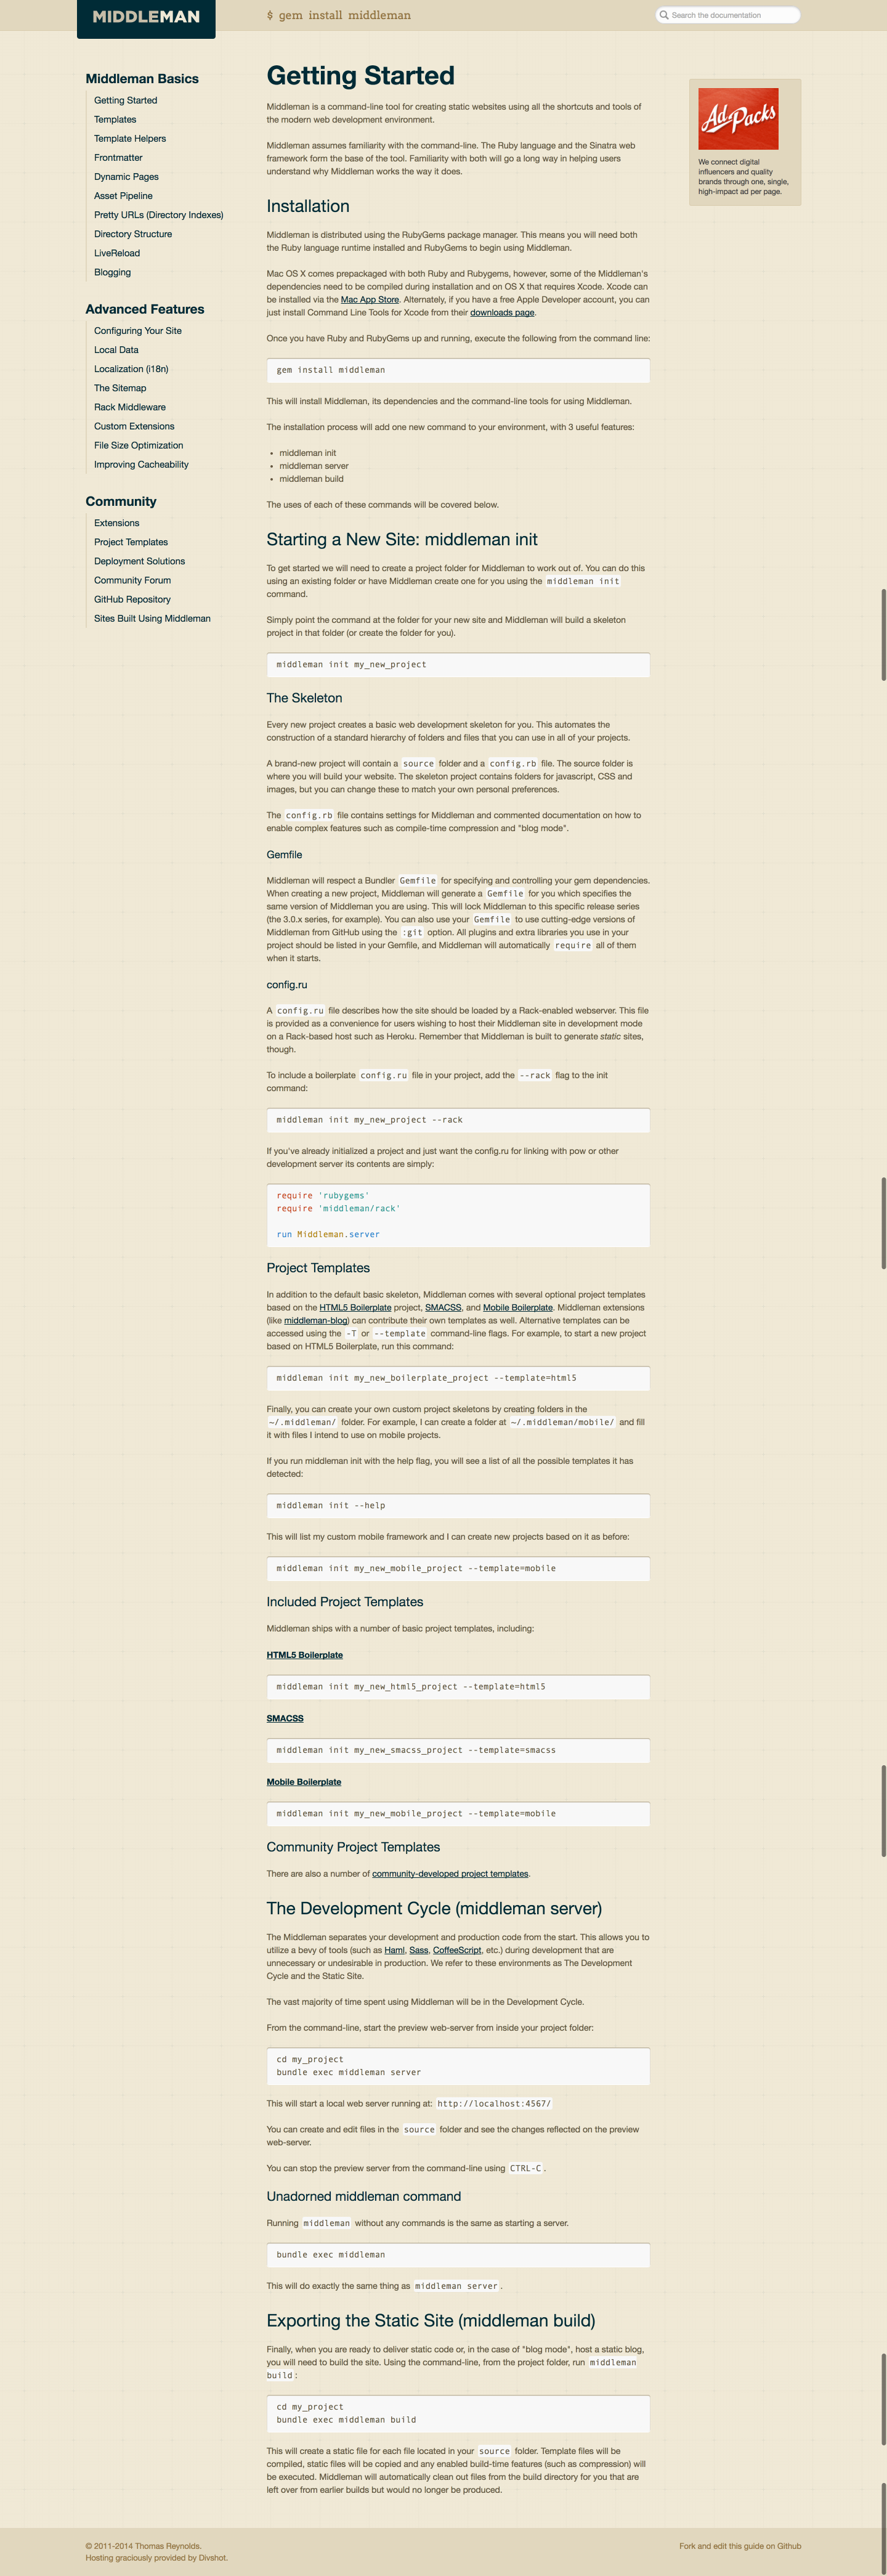 MIDDLEMAN
$ gem install middleman
Search the documentation
Middleman Basics
Getting Started
Templates
Template Helpers
Frontmatter
Dynamic Pages
Asset Pipeline
Pretty URLs (Directory Indexes)
Directory Structure
LiveReload
Blogging
Advanced Features
Configuring Your Site
Local Data
Localization (i18n)
The Sitemap
Rack Middleware
Custom Extensions
File Size Optimization
Improving Cacheability
Community
Extensions
Project Templates
Deployment Solutions
Community Forum
GitHub Repository
Sites Built Using Middleman
Getting Started
Middleman is a command-line tool for creating static websites using all the shortcuts and tools of
the modern web development environment.
Middleman assumes familiarity with the command-line. The Ruby language and the Sinatra web
framework form the base of the tool. Familiarity with both will go a long way in helping users
understand why Middleman works the way it does.
Installation
Middleman is distributed using the RubyGems package manager. This means you will need both
the Ruby language runtime installed and RubyGems to begin using Middleman.
Mac OS X comes prepackaged with both Ruby and Rubygems, however, some of the Middleman's
dependencies need to be compiled during installation and on OS X that requires Xcode. Xcode can
be installed via the Mac App Store. Alternately, if you have a free Apple Developer account, you can
just install Command Line Tools for Xcode from their downloads page.
Once you have Ruby and RubyGems up and running, execute the following from the command line:
gem install middleman
This will install Middleman, its dependencies and the command-line tools for using Middleman.
The installation process will add one new command to your environment, with 3 useful features:
• middleman init
• middleman server
• middleman build
The uses of each of these commands will be covered below.
Starting a New Site: middleman init
To get started we will need to create a project folder for Middleman to work out of. You can do this
using an existing folder or have Middleman create one for you using the middleman init
command.
Simply point the command at the folder for your new site and Middleman will build a skeleton
project in that folder (or create the folder for you).
middleman init my_new_project
The Skeleton
Every new project creates a basic web development skeleton for you. This automates the
construction of a standard hierarchy of folders and files that you can use in all of your projects.
A brand-new project will contain a source folder and a config.rb file. The source folder is
where you will build your website. The skeleton project contains folders for javascript, CSS and
images, but you can change these to match your own personal preferences.
The config.rb file contains settings for Middleman and commented documentation on how to
enable complex features such as compile-time compression and "blog mode".
Gemfile
Middleman will respect a Bundler Gemfile for specifying and controlling your gem dependencies.
When creating a new project, Middleman will generate a Gemfile for you which specifies the
same version of Middleman you are using. This will lock Middleman to this specific release series
(the 3.0.x series, for example). You can also use your Gemfile to use cutting-edge versions of
Middleman from GitHub using the :git option. All plugins and extra libraries you use in your
project should be listed in your Gemfile, and Middleman will automatically require all of them
when it starts.
config.ru
A config.ru file describes how the site should be loaded by a Rack-enabled webserver. This file
is provided as a convenience for users wishing to host their Middleman site in development mode
on a Rack-based host such as Heroku. Remember that Middleman is built to generate static sites,
though.
To include a boilerplate config.ru file in your project, add the --rack flag to the init
command:
middleman init my_new_project --rack
If you've already initialized a project and just want the config.ru for linking with pow or other
development server its contents are simply:
require 'rubygems'
require 'middleman/rack'
run Middleman.server
Project Templates
In addition to the default basic skeleton, Middleman comes with several optional project templates
based on the HTML5 Boilerplate project, SMACSS, and Mobile Boilerplate. Middleman extensions
(like middleman-blog) can contribute their own templates as well. Alternative templates can be
accessed using the -T or --template command-line flags. For example, to start a new project
based on HTML5 Boilerplate, run this command:
middleman init my_new_boilerplate_project --template=html5
Finally, you can create your own custom project skeletons by creating folders in the
~/.middleman/ folder. For example, I can create a folder at ~/.middleman/mobile/ and fill
it with files I intend to use on mobile projects.
If you run middleman init with the help flag, you will see a list of all the possible templates it has
detected:
middleman init --help
This will list my custom mobile framework and I can create new projects based on it as before:
middleman init my_new_mobile_project --template=mobile
Included Project Templates
Middleman ships with a number of basic project templates, including:
HTML5 Boilerplate
middleman init my_new_html5_project --template=html5
SMACSS
middleman init my_new_smacss_project --template=smacss
Mobile Boilerplate
middleman init my_new_mobile_project --template=mobile
Community Project Templates
There are also a number of community-developed project templates.
The Development Cycle (middleman server)
The Middleman separates your development and production code from the start. This allows you to
utilize a bevy of tools (such as Haml, Sass, CoffeeScript, etc.) during development that are
unnecessary or undesirable in production. We refer to these environments as The Development
Cycle and the Static Site.
The vast majority of time spent using Middleman will be in the Development Cycle.
From the command-line, start the preview web-server from inside your project folder:
cd my_project
bundle exec middleman server
This will start a local web server running at: http://localhost:4567/
You can create and edit files in the source folder and see the changes reflected on the preview
web-server.
You can stop the preview server from the command-line using CTRL-C.
Unadorned middleman command
Running middleman without any commands is the same as starting a server.
bundle exec middleman
This will do exactly the same thing as middleman server.
Exporting the Static Site (middleman build)
Finally, when you are ready to deliver static code or, in the case of "blog mode", host a static blog,
you will need to build the site. Using the command-line, from the project folder, run middleman
build:
cd my_project
bundle exec middleman build
This will create a static file for each file located in your source folder. Template files will be
compiled, static files will be copied and any enabled build-time features (such as compression) will
be executed. Middleman will automatically clean out files from the build directory for you that are
left over from earlier builds but would no longer be produced.
Ad Packs
We connect digital
influencers and quality
brands through one, single,
high-impact ad per page.
© 2011-2014 Thomas Reynolds.
Hosting graciously provided by Divshot.
Fork and edit this guide on Github